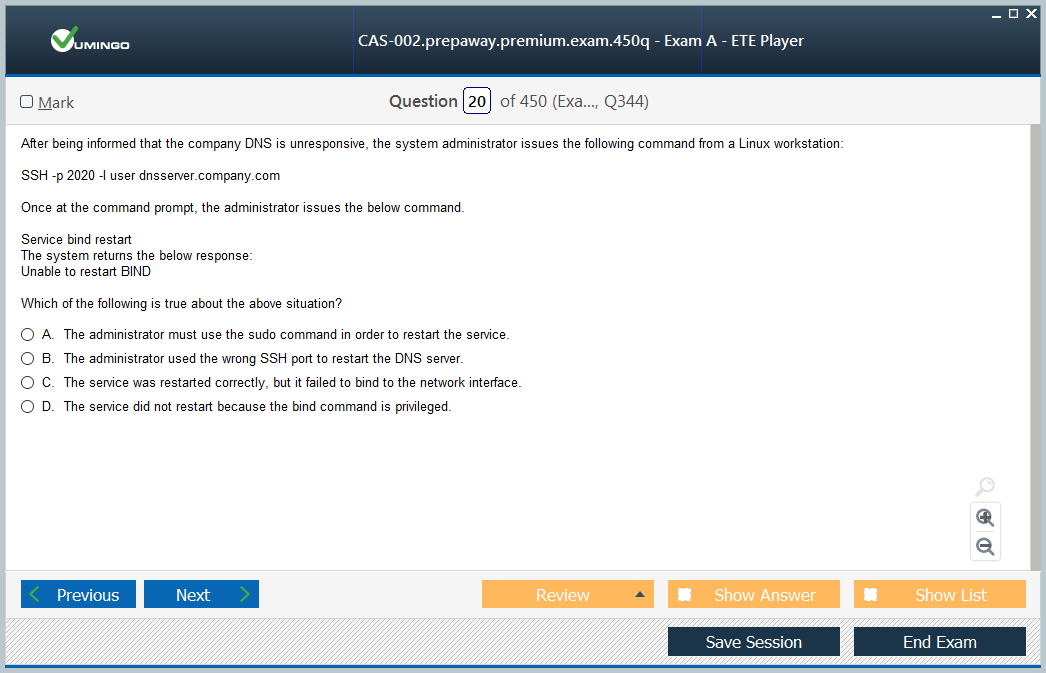 VUMINGO
CAS-002.prepaway.premium.exam.450q - Exam A - ETE Player
Mark
Question 20 of 450 (Exa..., Q344)
After being informed that the company DNS is unresponsive, the system administrator issues the following command from a Linux workstation:
SSH -p 2020 -l user dnsserver.company.com
Once at the command prompt, the administrator issues the below command.
Service bind restart
The system returns the below response:
Unable to restart BIND
Which of the following is true about the above situation?
A. The administrator must use the sudo command in order to restart the service.
B. The administrator used the wrong SSH port to restart the DNS server.
C. The service was restarted correctly, but it failed to bind to the network interface.
D. The service did not restart because the bind command is privileged.
Previous Next Review Show Answer Show List
Save Session End Exam